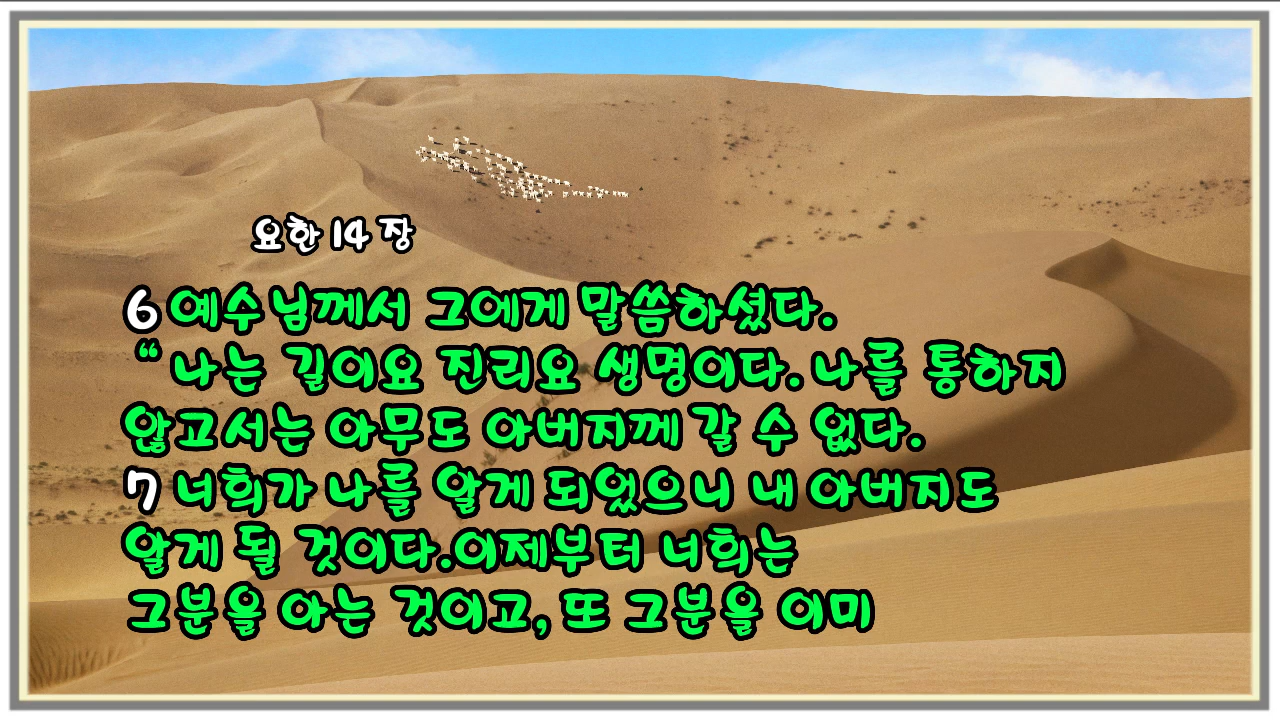 요한 14 장
6 예수님께서 그에게 말씀하셨다.
“ 나는 길이요 진리요 생명이다. 나를 통하지
않고서는 아무도 아버지께 갈 수 없다.
7 너희가 나를 알게 되었으니 내 아버지도
알게 될 것이다.이제부터 너희는
그분을 아는 것이고, 또 그분을 이미